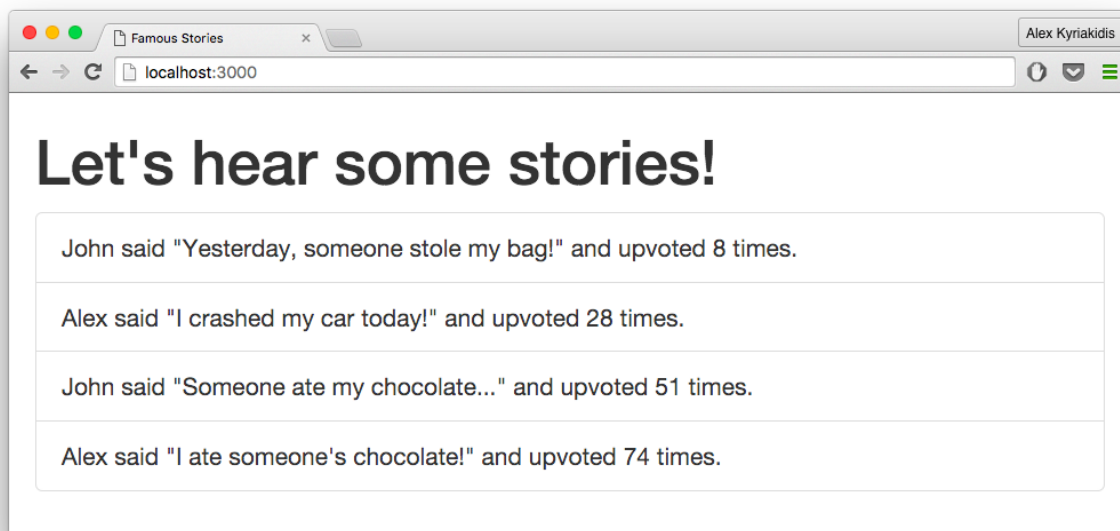 Famous Stories
Alex Kyriakidis
localhost:3000
Let's hear some stories!
John said "Yesterday, someone stole my bag!" and upvoted 8 times.
Alex said "I crashed my car today!" and upvoted 28 times.
John said "Someone ate my chocolate..." and upvoted 51 times.
Alex said "I ate someone's chocolate!" and upvoted 74 times.